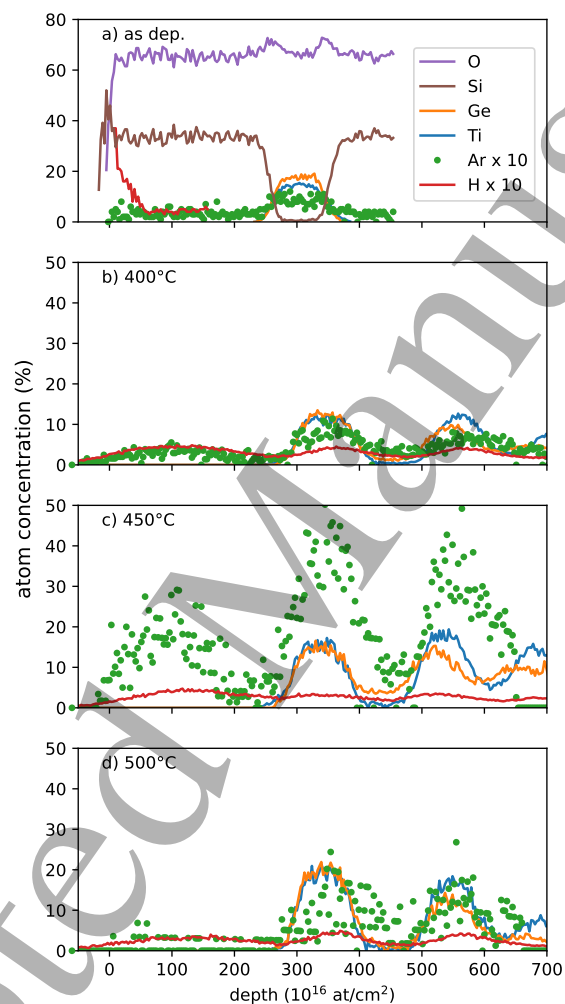 a) as dep.
80
60
40
20
0
O
Si
Ge
Ti
Ar x 10
H x 10
b) 400°C
50
40
30
20
10
0
atom concentration (%)
c) 450°C
50
40
30
20
10
0
d) 500°C
50
40
30
20
10
0
0 100 200 300 400 500 600 700
depth (10¹⁶ at/cm²)
pted Manus